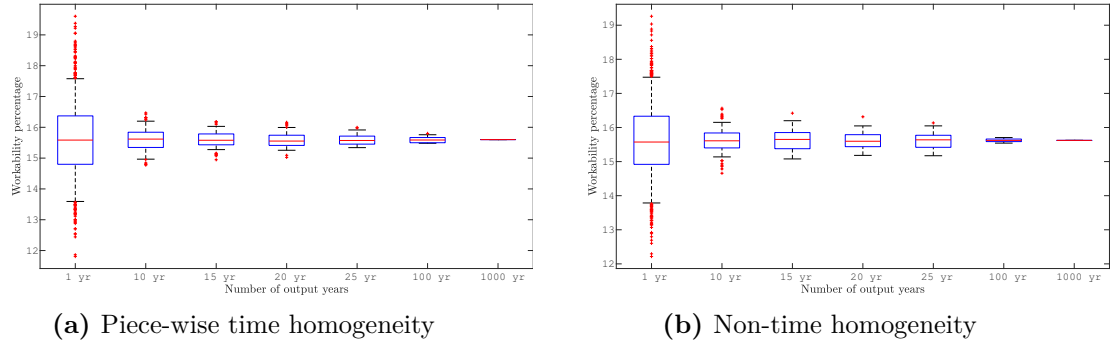 19
18
17
16
15
14
13
12
Workability percentage
1 yr 10 yr 15 yr 20 yr 25 yr 100 yr 1000 yr
Number of output years
(a) Piece-wise time homogeneity
19
18
17
16
15
14
13
12
Workability percentage
1 yr 10 yr 15 yr 20 yr 25 yr 100 yr 1000 yr
Number of output years
(b) Non-time homogeneity